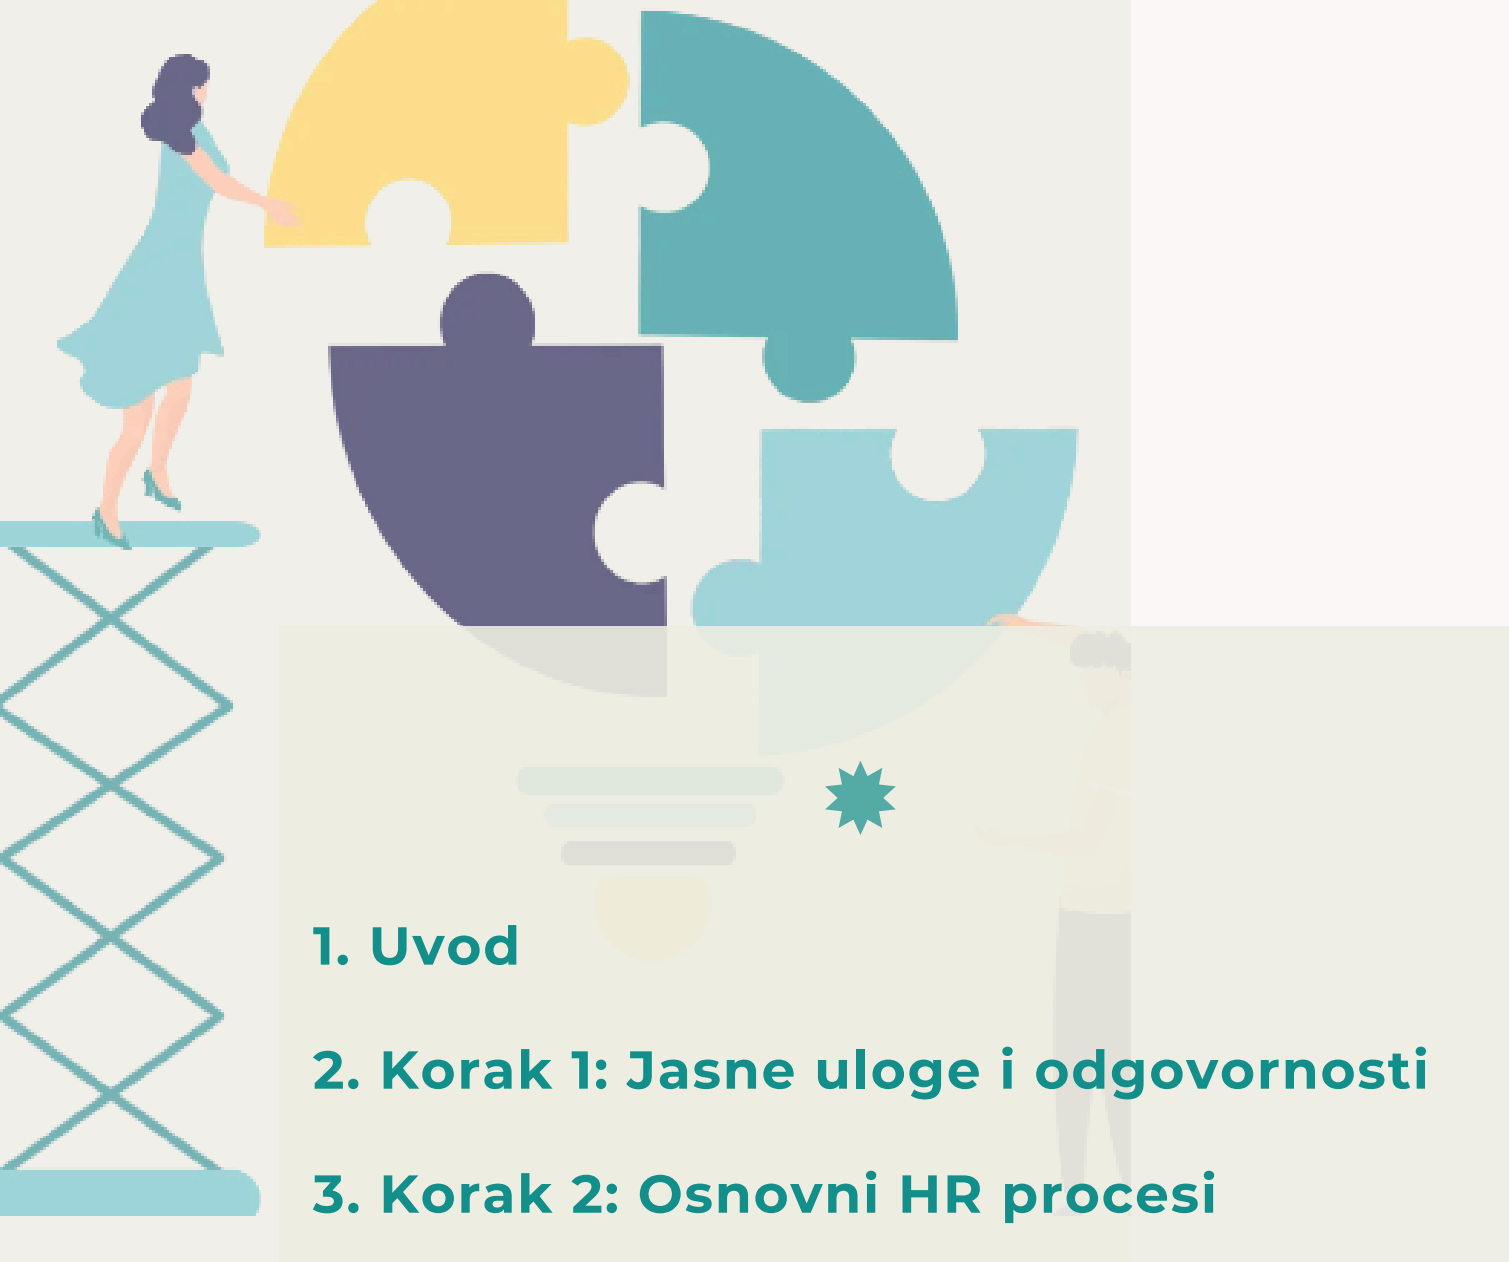 1. Uvod
2. Korak 1: Jasne uloge i odgovornosti
3. Korak 2: Osnovni HR procesi